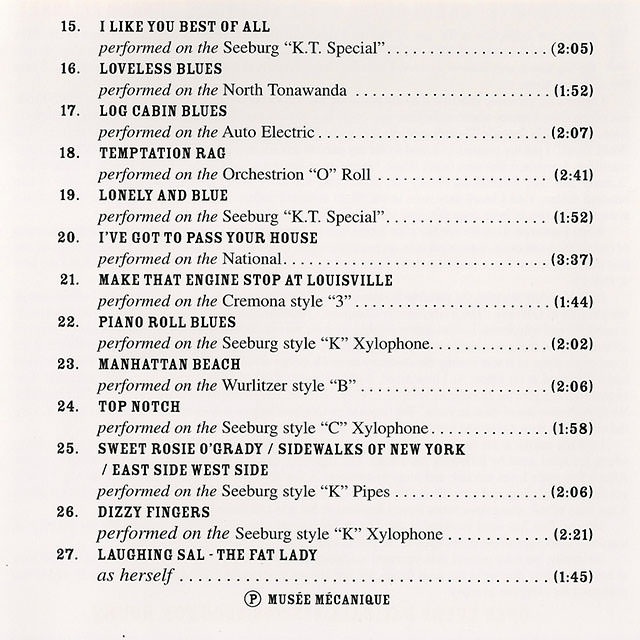 15. I LIKE YOU BEST OF ALL
performed on the Seeburg “K.T. Special”. . . . . . . . . . . . . . . . . . . . . . (2:05)
16. LOVELESS BLUES
performed on the North Tonawanda . . . . . . . . . . . . . . . . . . . . . . . . . (1:52)
17. LOG CABIN BLUES
performed on the Auto Electric . . . . . . . . . . . . . . . . . . . . . . . . . . . . . (2:07)
18. TEMPTATION RAG
performed on the Orchestrion “O” Roll . . . . . . . . . . . . . . . . . . . . . . (2:41)
19. LONELY AND BLUE
performed on the Seeburg “K.T. Special”. . . . . . . . . . . . . . . . . . . . . . (1:52)
20. I'VE GOT TO PASS YOUR HOUSE
performed on the National. . . . . . . . . . . . . . . . . . . . . . . . . . . . . . . . . (3:37)
21. MAKE THAT ENGINE STOP AT LOUISVILLE
performed on the Cremona style “3” . . . . . . . . . . . . . . . . . . . . . . . . . (1:44)
22. PIANO ROLL BLUES
performed on the Seeburg style “K” Xylophone. . . . . . . . . . . . . . . . (2:02)
23. MANHATTAN BEACH
performed on the Wurlitzer style “B” . . . . . . . . . . . . . . . . . . . . . . . . (2:06)
24. TOP NOTCH
performed on the Seeburg style “C” Xylophone . . . . . . . . . . . . . . . . (1:58)
25. SWEET ROSIE O'GRADY / SIDEWALKS OF NEW YORK
/ EAST SIDE WEST SIDE
performed on the Seeburg style “K” Pipes . . . . . . . . . . . . . . . . . . . . (2:06)
26. DIZZY FINGERS
performed on the Seeburg style “K” Xylophone . . . . . . . . . . . . . . (2:21)
27. LAUGHING SAL - THE FAT LADY
as herself . . . . . . . . . . . . . . . . . . . . . . . . . . . . . . . . . . . . . . . . . . . . . . (1:45)
Ⓟ MUSÉE MÉCANIQUE